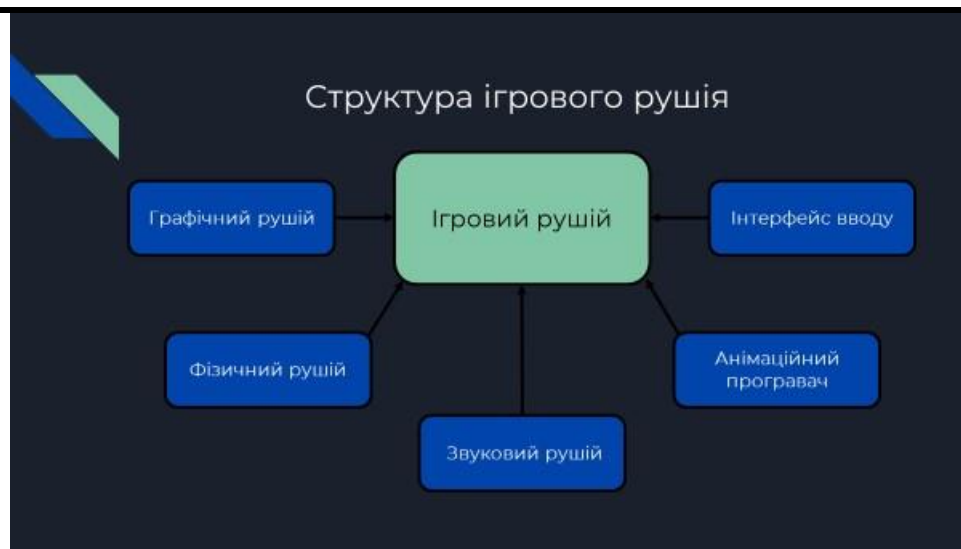 Структура ігрового рушія
Графічний рушій
Ігровий рушій
Інтерфейс вводу
Фізичний рушій
Анімаційний
програвач
Звуковий рушій